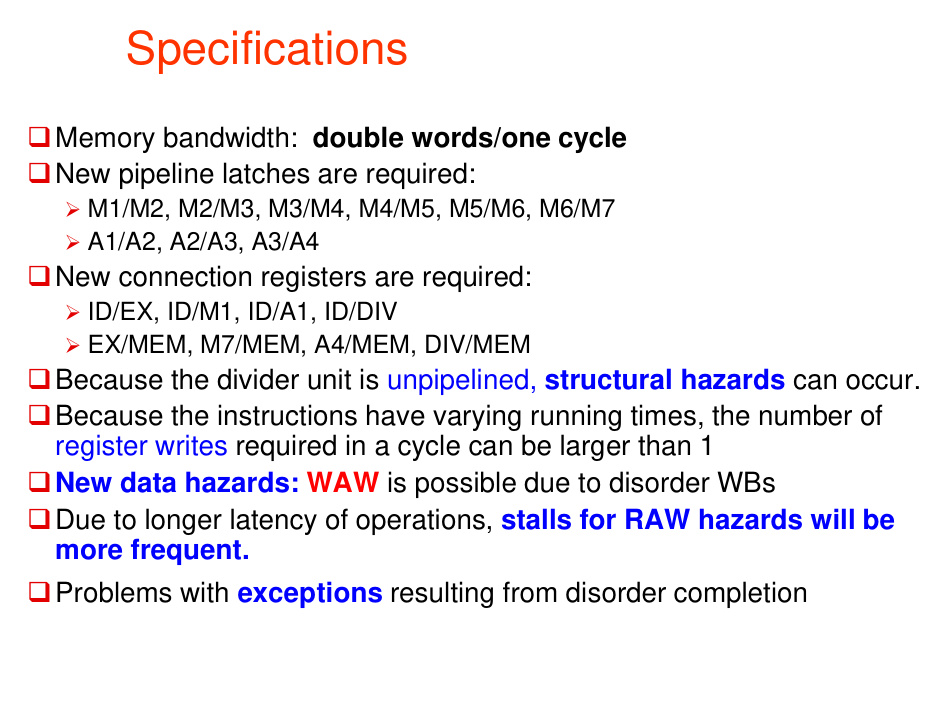 Specifications
Memory bandwidth: double words/one cycle
New pipeline latches are required:
M1/M2, M2/M3, M3/M4, M4/M5, M5/M6, M6/M7
A1/A2, A2/A3, A3/A4
New connection registers are required:
ID/EX, ID/M1, ID/A1, ID/DIV
EX/MEM, M7/MEM, A4/MEM, DIV/MEM
Because the divider unit is unpipelined, structural hazards can occur.
Because the instructions have varying running times, the number of
register writes required in a cycle can be larger than 1
New data hazards: WAW is possible due to disorder WBs
Due to longer latency of operations, stalls for RAW hazards will be
more frequent.
Problems with exceptions resulting from disorder completion